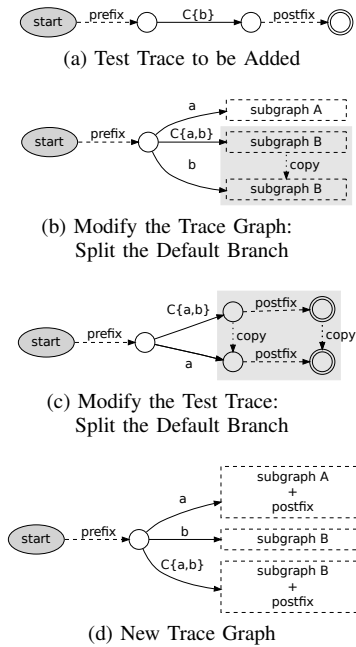 start
prefix
C{b}
postfix
(a) Test Trace to be Added
a
subgraph A
start
prefix
C{a,b}
subgraph B
copy
b
subgraph B
(b) Modify the Trace Graph:
Split the Default Branch
C{a,b}
postfix
start
prefix
copy
copy
a
postfix
(c) Modify the Test Trace:
Split the Default Branch
subgraph A
+
postfix
a
start
prefix
b
subgraph B
C{a,b}
subgraph B
+
postfix
(d) New Trace Graph